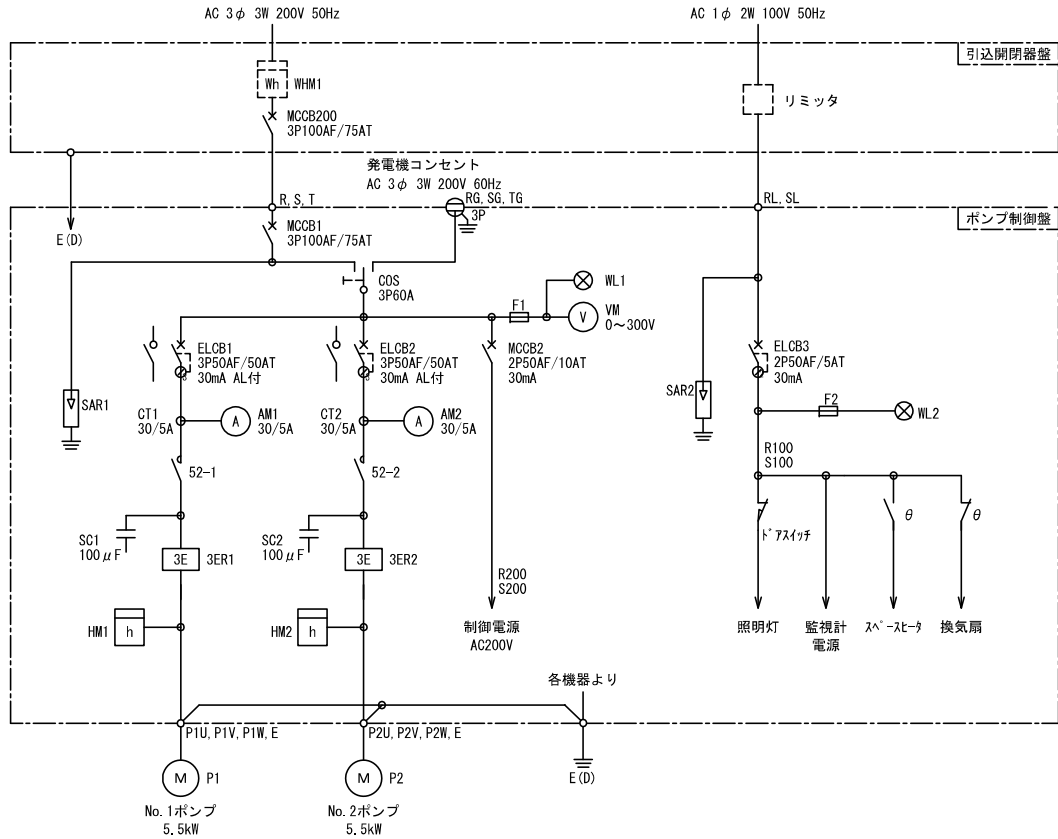 AC 3φ 3W 200V 50Hz
AC 1φ 2W 100V 50Hz
引込開閉器盤
Wh
WHM1
リミッタ
MCCB200
3P100AF/75AT
発電機コンセント
AC 3φ 3W 200V 60Hz
R, S, T
RG, SG, TG
3P
RL, SL
ポンプ制御盤
E(D)
MCCB1
3P100AF/75AT
COS
3P60A
WL1
F1
V
VM
0～300V
ELCB1
3P50AF/50AT
30mA AL付
ELCB2
3P50AF/50AT
30mA AL付
MCCB2
2P50AF/10AT
30mA
ELCB3
2P50AF/5AT
30mA
SAR1
SAR2
CT1
30/5A
A
AM1
30/5A
CT2
30/5A
A
AM2
30/5A
F2
WL2
R100
S100
52-1
52-2
θ
θ
ﾄﾞｱｽｲｯﾁ
SC1
100μF
SC2
100μF
3E
3ER1
3E
3ER2
R200
S200
HM1
h
HM2
h
制御電源
AC200V
照明灯
監視計
電源
ｽﾍﾟｰｽﾋｰﾀ
換気扇
各機器より
P1U, P1V, P1W, E
P2U, P2V, P2W, E
E(D)
M
P1
M
P2
No. 1ポンプ
5. 5kW
No. 2ポンプ
5. 5kW